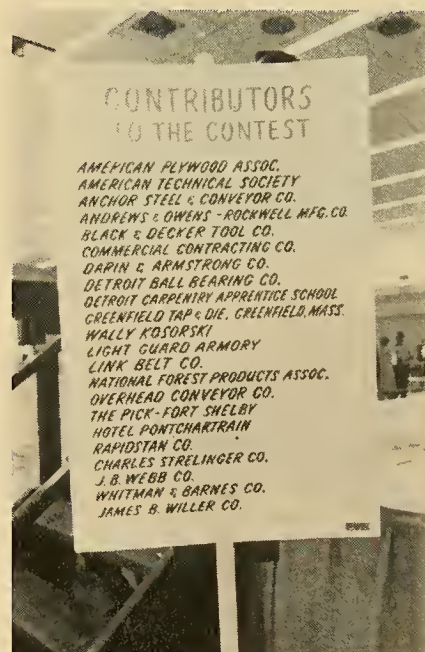 CONTRIBUTORS
TO THE CONTEST
AMERICAN PLYWOOD ASSOC.
AMERICAN TECHNICAL SOCIETY
ANCHOR STEEL & CONVEYOR CO.
ANDREWS & OWENS - ROCKWELL MFG. CO.
BLACK & DECKER TOOL CO.
COMMERCIAL CONTRACTING CO.
DARIN & ARMSTRONG CO.
DETROIT BALL BEARING CO.
DETROIT CARPENTRY APPRENTICE SCHOOL
GREENFIELD TAP & DIE, GREENFIELD, MASS.
WALLY KOSORSKI
LIGHT GUARD ARMORY
LINK BELT CO.
NATIONAL FOREST PRODUCTS ASSOC.
OVERHEAD CONVEYOR CO.
THE PICK-FORT SHELBY
HOTEL PONTCHARTRAIN
RAPIDSTAN CO.
CHARLES STRELINGER CO.
J. B. WEBB CO.
WHITMAN & BARNES CO.
JAMES B. WILLER CO.